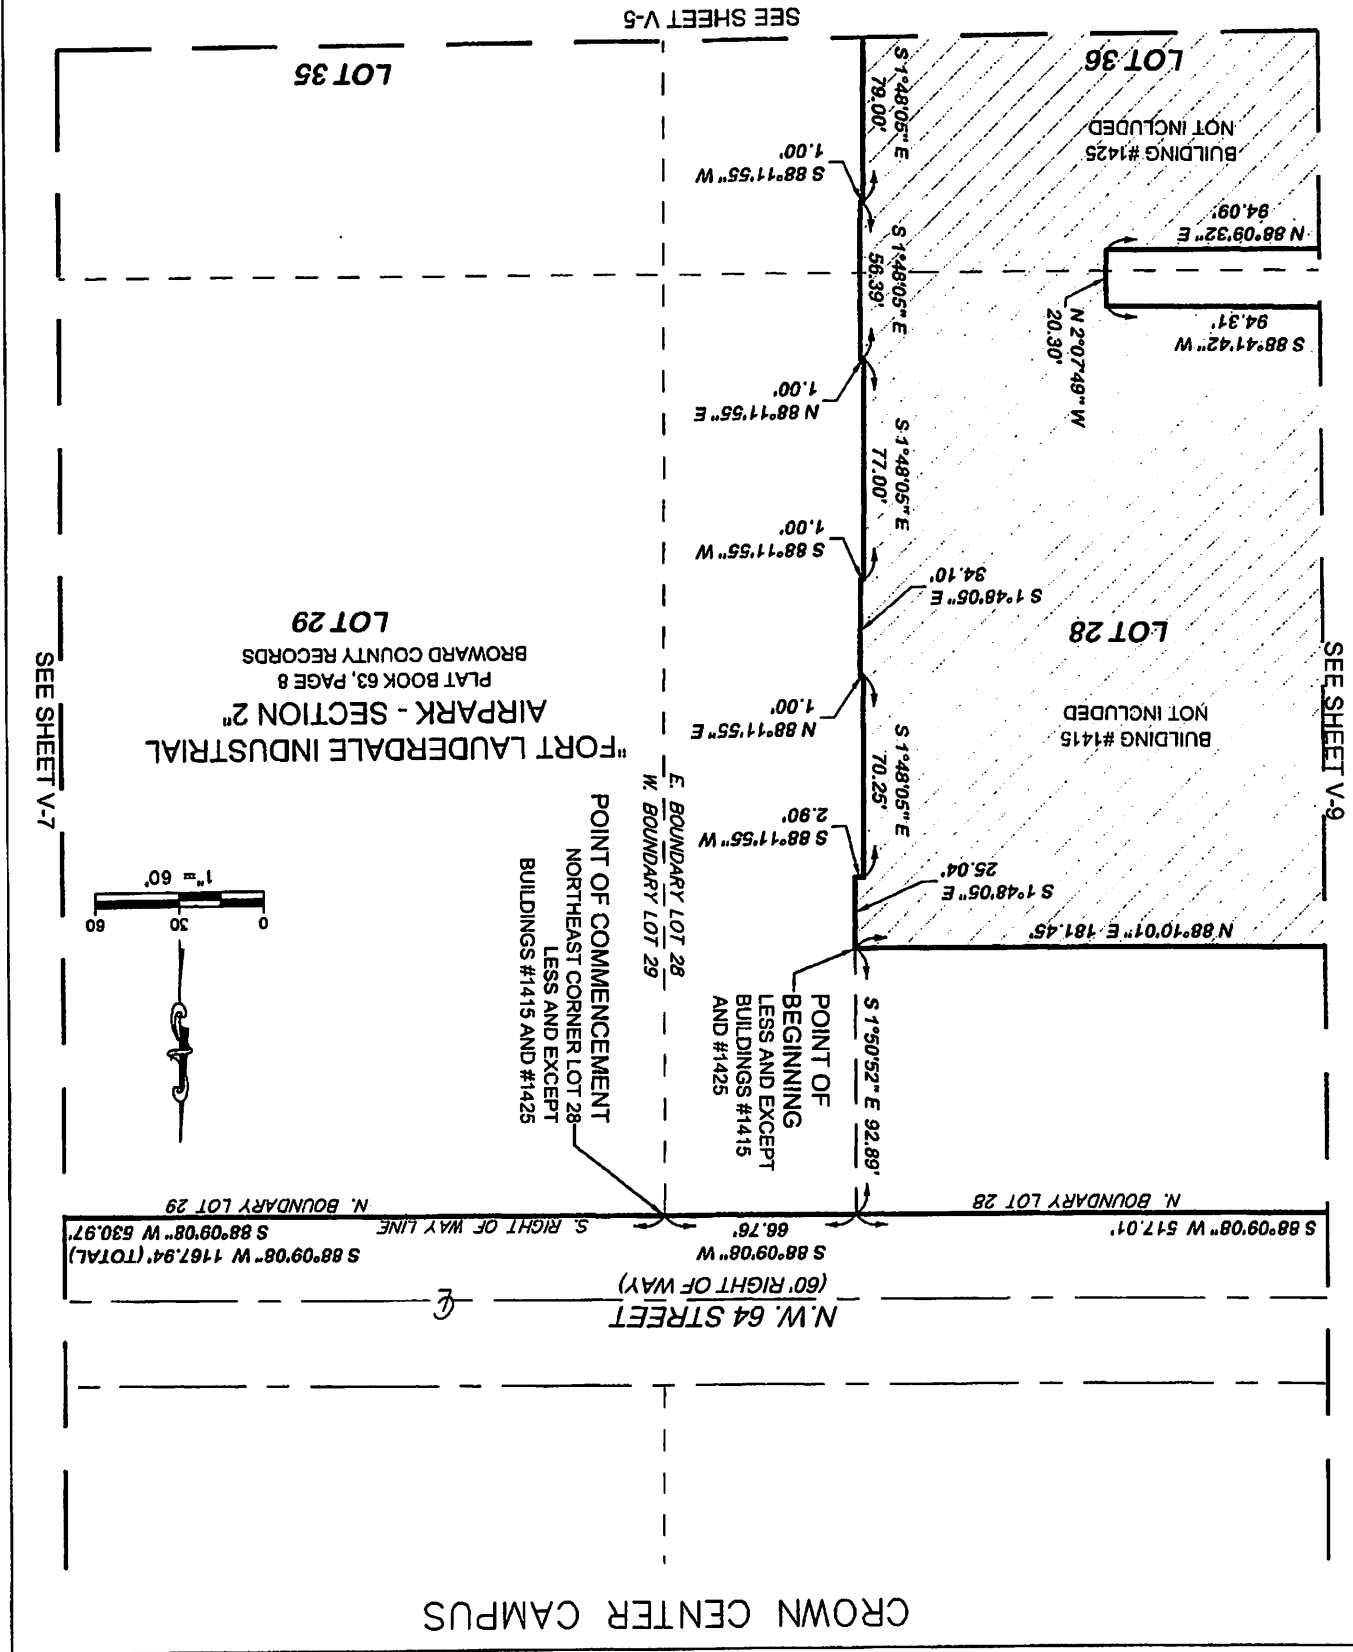 CROWN CENTER CAMPUS
N.W. 64 STREET
(60' RIGHT OF WAY)
℄
S 88°09'08" W 517.01'
N. BOUNDARY LOT 28
S 88°09'08" W
66.76'
S 88°09'08" W 1167.94' (TOTAL)
S 88°09'08" W 630.97'
S. RIGHT OF WAY LINE
N. BOUNDARY LOT 29
S 1°50'52" E 92.89'
POINT OF
BEGINNING
LESS AND EXCEPT
BUILDINGS #1415
AND #1425
POINT OF COMMENCEMENT
NORTHEAST CORNER LOT 28
LESS AND EXCEPT
BUILDINGS #1415 AND #1425
E. BOUNDARY LOT 28
W. BOUNDARY LOT 29
0
30
60
1" = 60'
N 88°10'01" E 181.45'
S 1°48'05" E
25.04'
S 88°11'55" W
2.90'
S 1°48'05" E
70.25'
BUILDING #1415
NOT INCLUDED
LOT 28
N 88°11'55" E
1.00'
S 1°48'05" E
34.10'
S 88°11'55" W
1.00'
"FORT LAUDERDALE INDUSTRIAL
AIRPARK - SECTION 2"
PLAT BOOK 63, PAGE 8
BROWARD COUNTY RECORDS
LOT 29
SEE SHEET V-9
SEE SHEET V-7
S 1°48'05" E
77.00'
N 88°11'55" E
1.00'
S 88°41'42" W
94.31'
N 2°07'49" W
20.30'
N 88°09'32" E
94.09'
S 1°48'05" E
56.39'
S 88°11'55" W
1.00'
BUILDING #1425
NOT INCLUDED
LOT 36
S 1°48'05" E
79.00'
LOT 35
SEE SHEET V-5